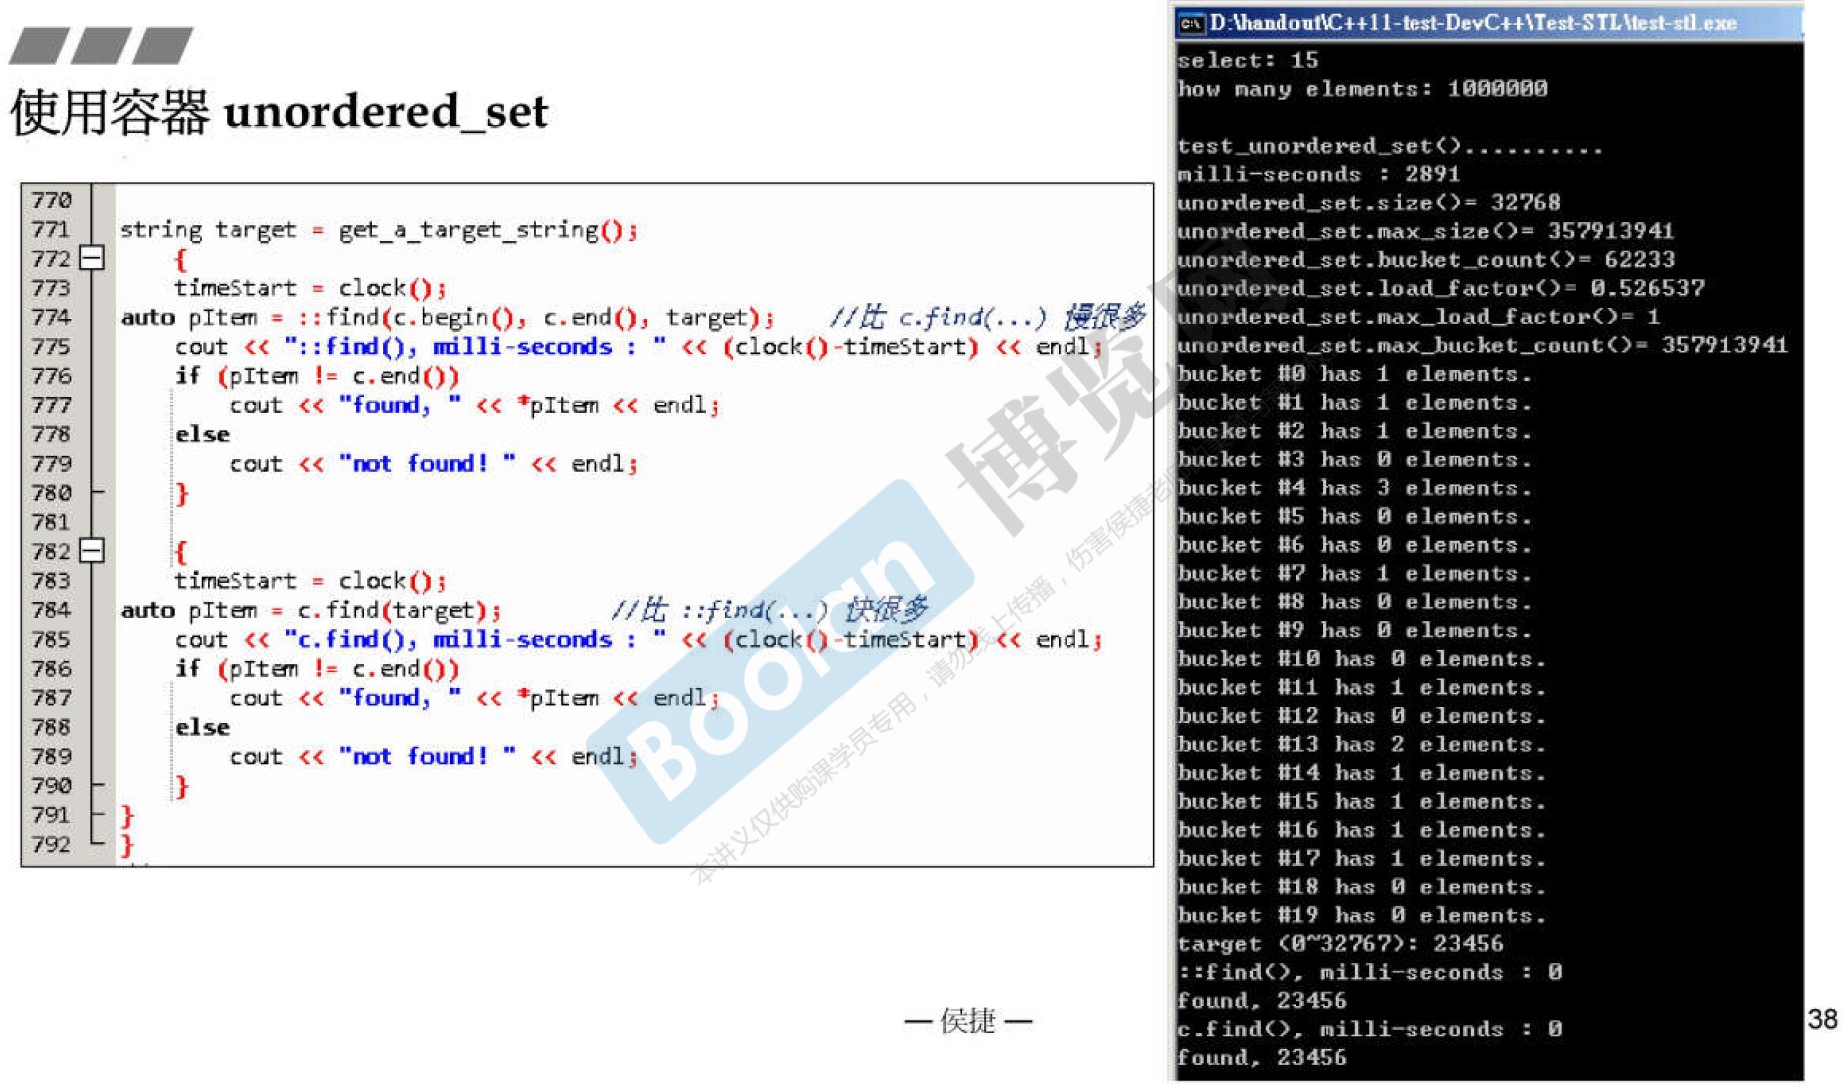 使用容器 unordered_set
770
771 string target = get_a_target_string();
772 {
773 timeStart = clock();
774 auto pItem = ::find(c.begin(), c.end(), target); //比 c.find(...) 慢很多
775 cout << "::find(), milli-seconds : " << (clock()-timeStart) << endl;
776 if (pItem != c.end())
777 cout << "found, " << *pItem << endl;
778 else
779 cout << "not found! " << endl;
780 }
781
782 {
783 timeStart = clock();
784 auto pItem = c.find(target); //比 ::find(...) 快很多
785 cout << "c.find(), milli-seconds : " << (clock()-timeStart) << endl;
786 if (pItem != c.end())
787 cout << "found, " << *pItem << endl;
788 else
789 cout << "not found! " << endl;
790 }
791 }
792 }
D:\handout\C++11-test-DevC++\Test-STL\test-stl.exe
select: 15
how many elements: 1000000
test_unordered_set()..........
milli-seconds : 2891
unordered_set.size()= 32768
unordered_set.max_size()= 357913941
unordered_set.bucket_count()= 62233
unordered_set.load_factor()= 0.526537
unordered_set.max_load_factor()= 1
unordered_set.max_bucket_count()= 357913941
bucket #0 has 1 elements.
bucket #1 has 1 elements.
bucket #2 has 1 elements.
bucket #3 has 0 elements.
bucket #4 has 3 elements.
bucket #5 has 0 elements.
bucket #6 has 0 elements.
bucket #7 has 1 elements.
bucket #8 has 0 elements.
bucket #9 has 0 elements.
bucket #10 has 0 elements.
bucket #11 has 1 elements.
bucket #12 has 0 elements.
bucket #13 has 2 elements.
bucket #14 has 1 elements.
bucket #15 has 1 elements.
bucket #16 has 1 elements.
bucket #17 has 1 elements.
bucket #18 has 0 elements.
bucket #19 has 0 elements.
target (0~32767): 23456
::find(), milli-seconds : 0
found, 23456
c.find(), milli-seconds : 0
found, 23456
Boolan 博览网
本讲义仅供购课学员专用，请勿线上传播，伤害侯捷老师
— 侯捷 —
38